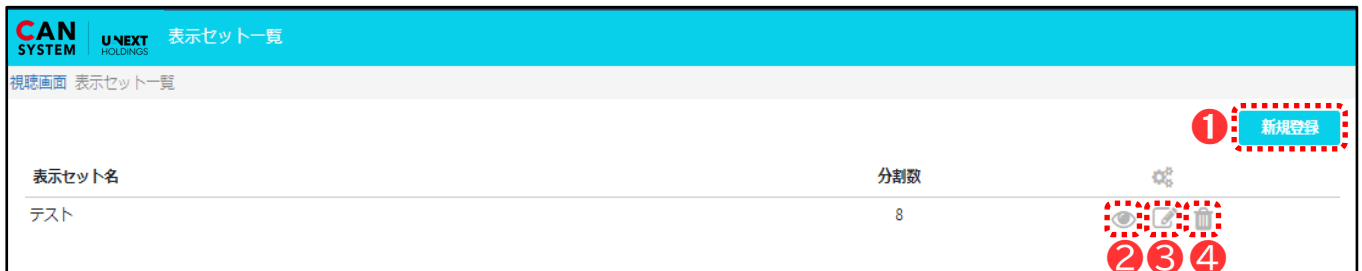 CAN
SYSTEM
U-NEXT
HOLDINGS
表示セット一覧
視聴画面 表示セット一覧
❶ 新規登録
表示セット名 分割数
テスト 8
❷❸❹